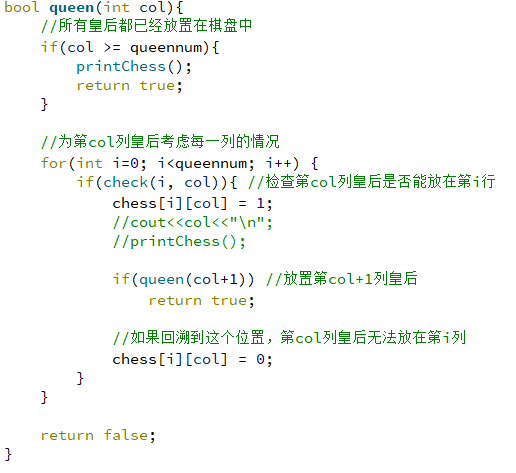 bool queen(int col){
    //所有皇后都已经放置在棋盘中
    if(col >= queennum){
        printChess();
        return true;
    }

    //为第col列皇后考虑每一列的情况
    for(int i=0; i<queennum; i++) {
        if(check(i, col)){ //检查第col列皇后是否能放在第i行
            chess[i][col] = 1;
            //cout<<col<<"\n";
            //printChess();

            if(queen(col+1)) //放置第col+1列皇后
                return true;

            //如果回溯到这个位置，第col列皇后无法放在第i列
            chess[i][col] = 0;
        }
    }

    return false;
}